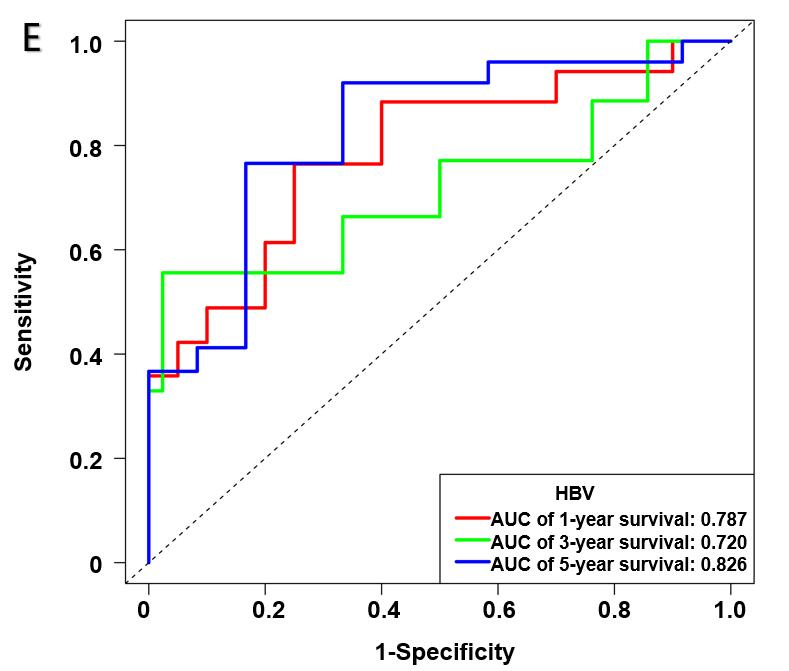 E
1.0
0.8
0.6
0.4
0.2
0
Sensitivity
HBV
AUC of 1-year survival: 0.787
AUC of 3-year survival: 0.720
AUC of 5-year survival: 0.826
0 0.2 0.4 0.6 0.8 1.0
1-Specificity